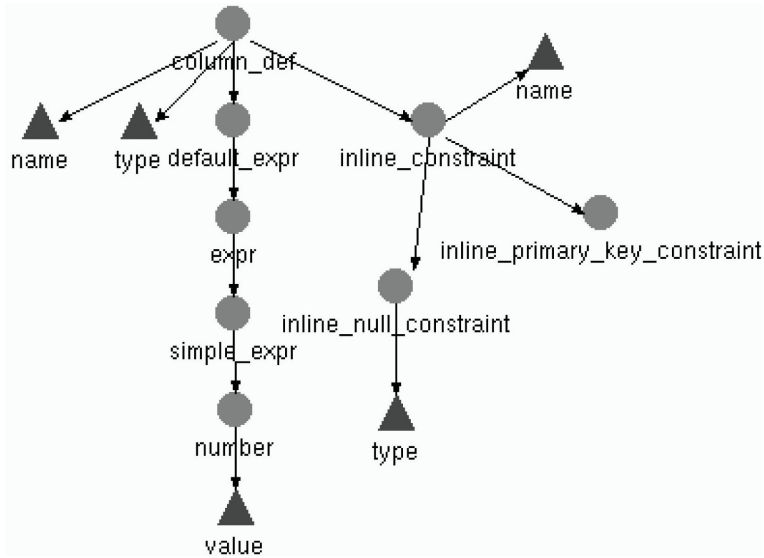 column_def
name
name
type
default_expr
inline_constraint
expr
inline_primary_key_constraint
inline_null_constraint
simple_expr
number
type
value